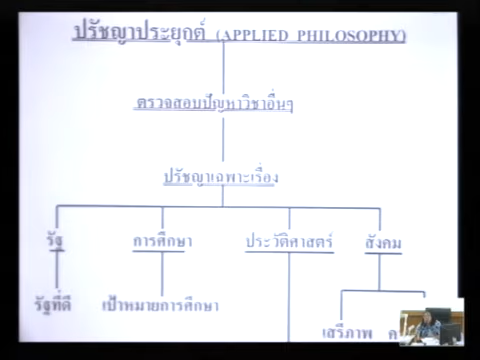 ปรัชญาประยุกต์ (APPLIED PHILOSOPHY)
ตรวจสอบปัญหาวิชาอื่นๆ
ปรัชญาเฉพาะเรื่อง
รัฐ การศึกษา ประวัติศาสตร์ สังคม
รัฐที่ดี เป้าหมายการศึกษา
เสรีภาพ